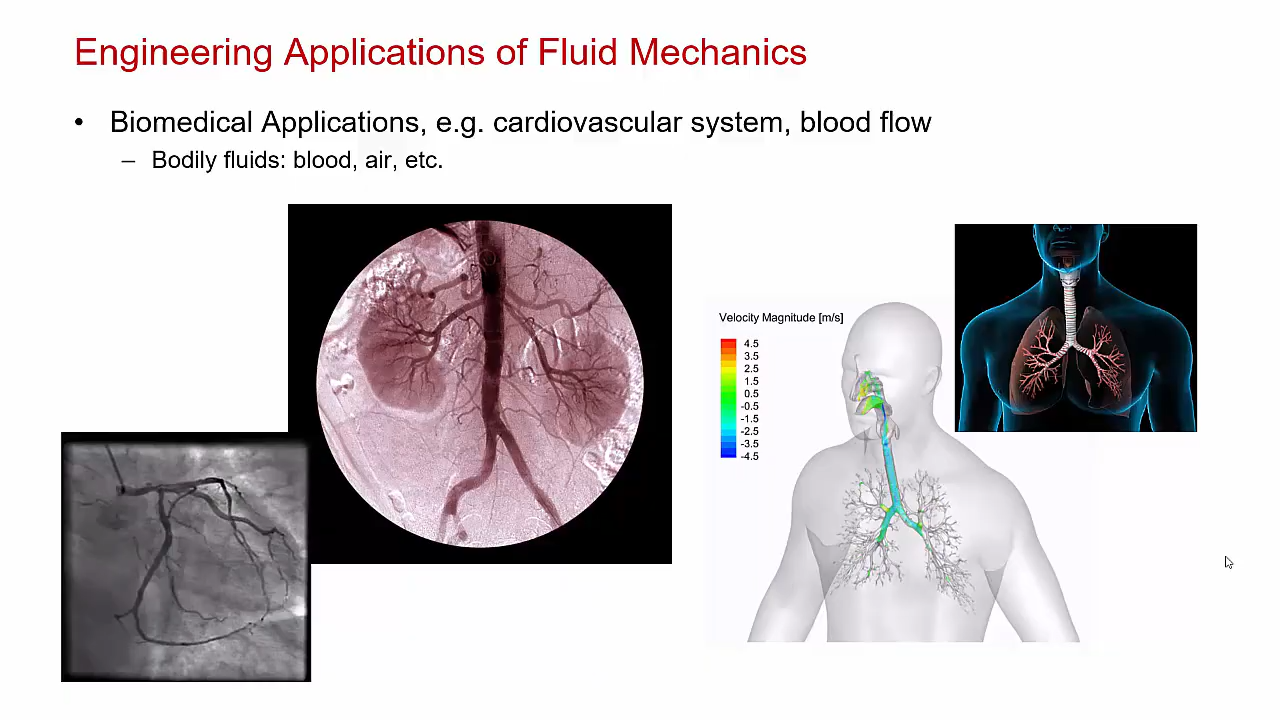 Engineering Applications of Fluid Mechanics
• Biomedical Applications, e.g. cardiovascular system, blood flow
– Bodily fluids: blood, air, etc.
Velocity Magnitude [m/s]
4.5
3.5
2.5
1.5
0.5
-0.5
-1.5
-2.5
-3.5
-4.5